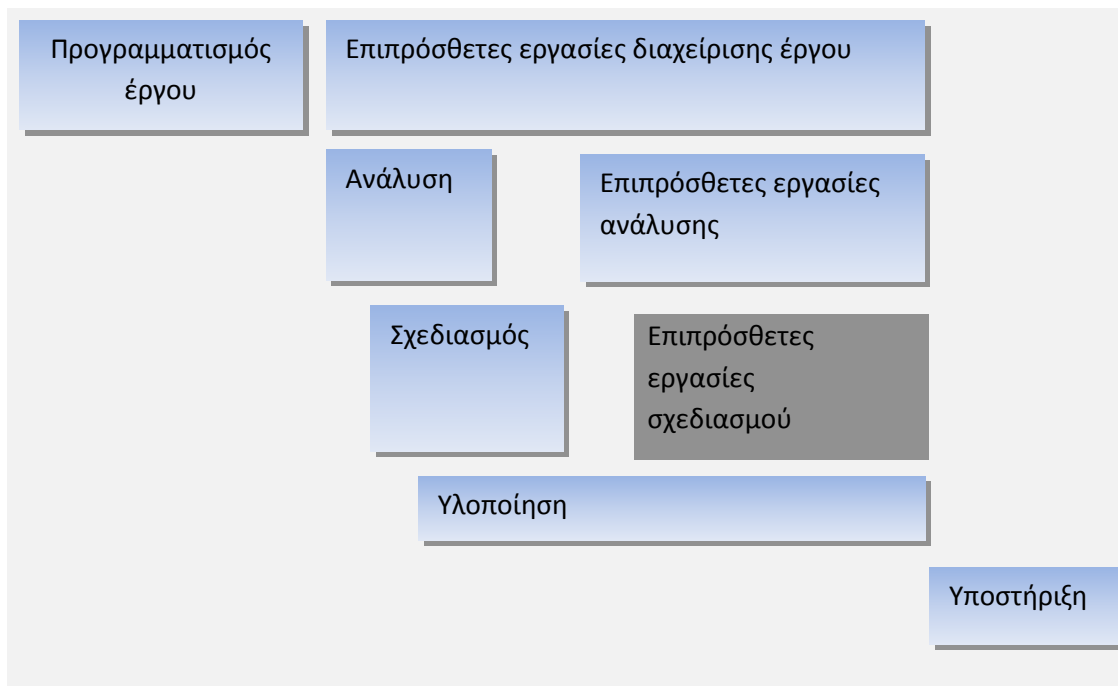 Προγραμματισμός
έργου
Επιπρόσθετες εργασίες διαχείρισης έργου
Ανάλυση
Επιπρόσθετες εργασίες
ανάλυσης
Σχεδιασμός
Επιπρόσθετες
εργασίες
σχεδιασμού
Υλοποίηση
Υποστήριξη